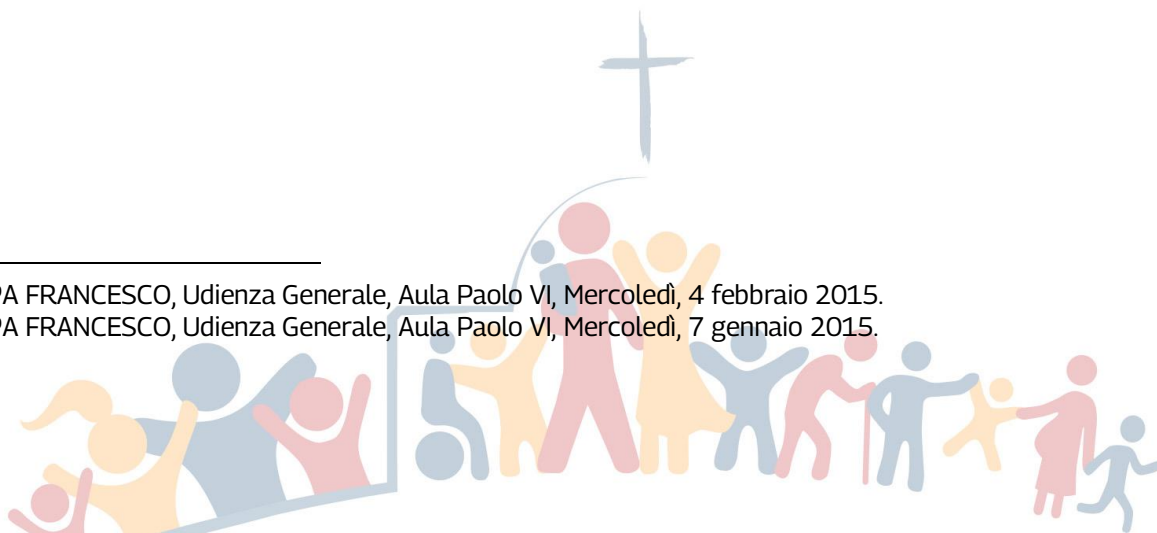 PA FRANCESCO, Udienza Generale, Aula Paolo VI, Mercoledì, 4 febbraio 2015.
PA FRANCESCO, Udienza Generale, Aula Paolo VI, Mercoledì, 7 gennaio 2015.